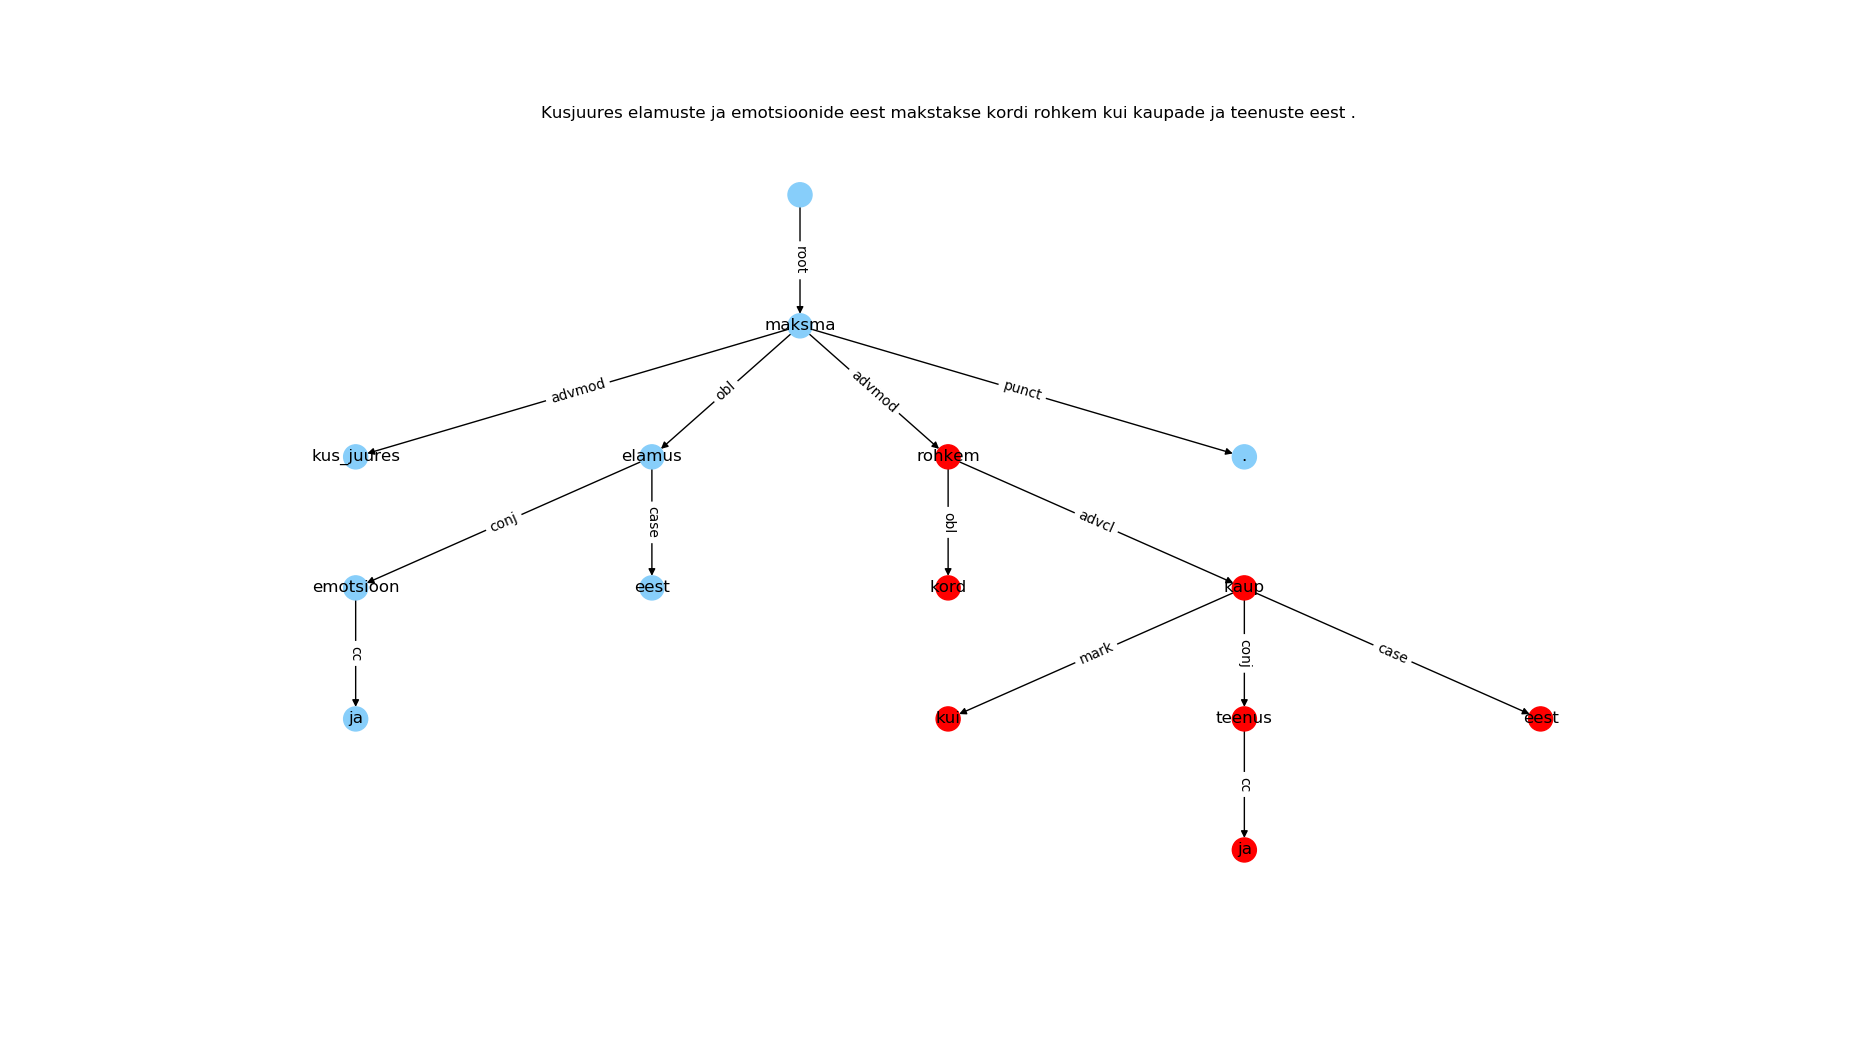 Kusjuures elamuste ja emotsioonide eest makstakse kordi rohkem kui kaupade ja teenuste eest .
root
maksma
advmod obl advmod punct
kus_juures elamus rohkem .
conj case obl advcl
emotsioon eest kord kaup
cc mark conj case
ja kui teenus eest
cc
ja